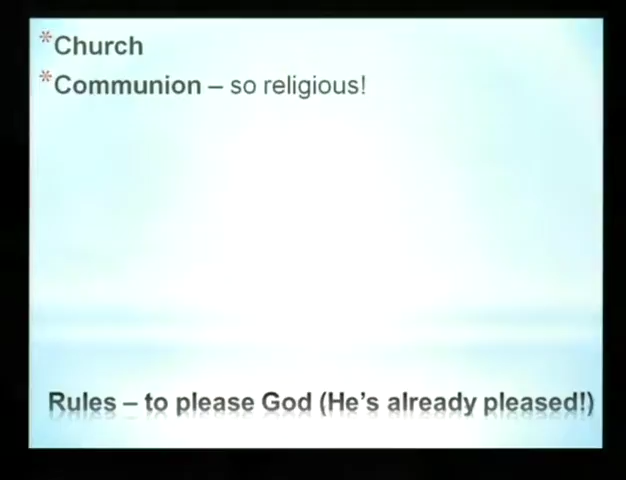 *Church
*Communion – so religious!
Rules – to please God (He's already pleased!)